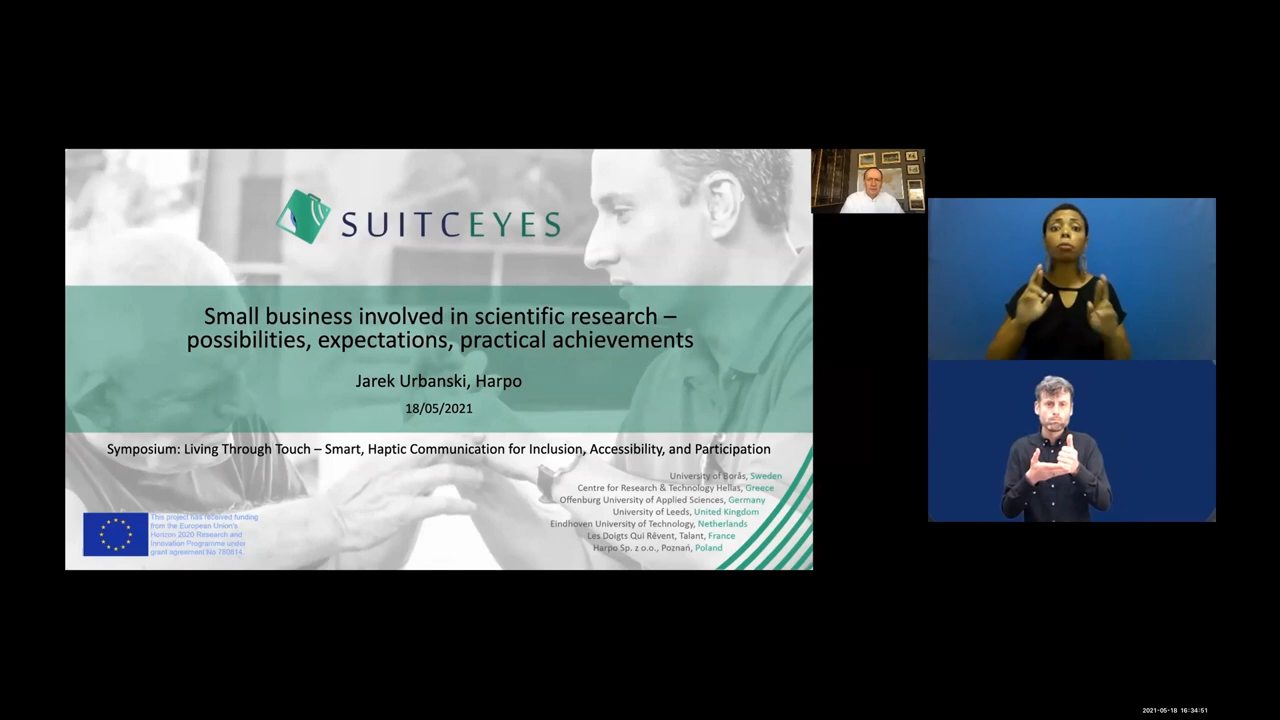 SUITCEYES
Small business involved in scientific research –
possibilities, expectations, practical achievements
Jarek Urbanski, Harpo
18/05/2021
Symposium: Living Through Touch – Smart, Haptic Communication for Inclusion, Accessibility, and Participation
University of Borås, Sweden
Centre for Research & Technology Hellas, Greece
Offenburg University of Applied Sciences, Germany
University of Leeds, United Kingdom
Eindhoven University of Technology, Netherlands
Les Doigts Qui Rêvent, Talant, France
Harpo Sp. z o.o., Poznań, Poland
This project has received funding
from the European Union's
Horizon 2020 Research and
Innovation Programme under
grant agreement No 780814.
2021-05-18 16:34:51